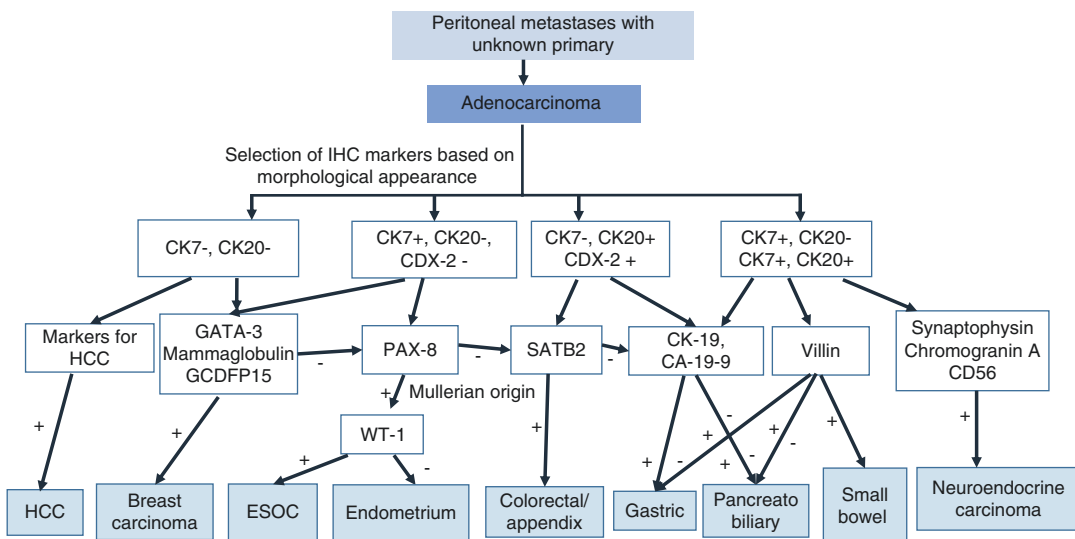 Peritoneal metastases with
unknown primary
Adenocarcinoma
Selection of IHC markers based on
morphological appearance
CK7-, CK20-
CK7+, CK20-,
CDX-2 -
CK7-, CK20+
CDX-2 +
CK7+, CK20-
CK7+, CK20+
Markers for
HCC
GATA-3
Mammaglobulin
GCDFP15
-
PAX-8
-
SATB2
-
CK-19,
CA-19-9
Villin
Synaptophysin
Chromogranin A
CD56
+ Mullerian origin
WT-1
+
+
+
-
+
+
-
+
-
+
-
+
+
+
HCC
Breast
carcinoma
ESOC
Endometrium
Colorectal/
appendix
Gastric
Pancreato
biliary
Small
bowel
Neuroendocrine
carcinoma